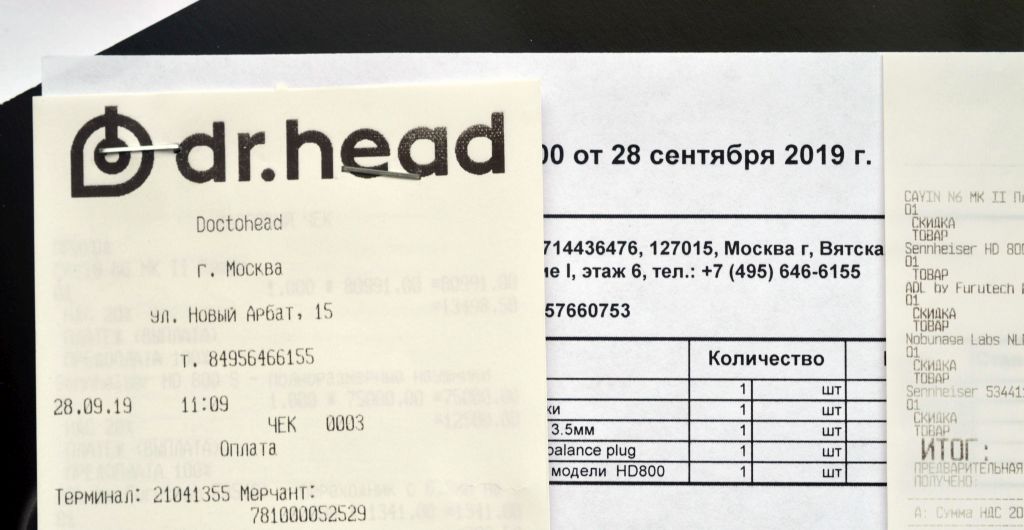 dr.head
Doctohead
г. Москва
ул. Новый Арбат, 15
т. 84956466155
28.09.19 11:09
ЧЕК 0003
Оплата
Терминал: 21041355 Мерчант:
781000052529
00 от 28 сентября 2019 г.
714436476, 127015, Москва г, Вятска
ие I, этаж 6, тел.: +7 (495) 646-6155
57660753
Количество
1 шт
ки 1 шт
3.5мм 1 шт
balance plug 1 шт
модели HD800 1 шт
CAYIN N6 MK II
01
СКИДКА
ТОВАР
Sennheiser HD 800
01
ТОВАР
ADL by Furutech
01
СКИДКА
ТОВАР
Nobunaga Labs NL
01
СКИДКА
ТОВАР
Sennheiser 53441
01
СКИДКА
ТОВАР
ИТОГ:
ПРЕДВАРИТЕЛЬНАЯ
ПОЛУЧЕНО:
А: Сумма НДС 20